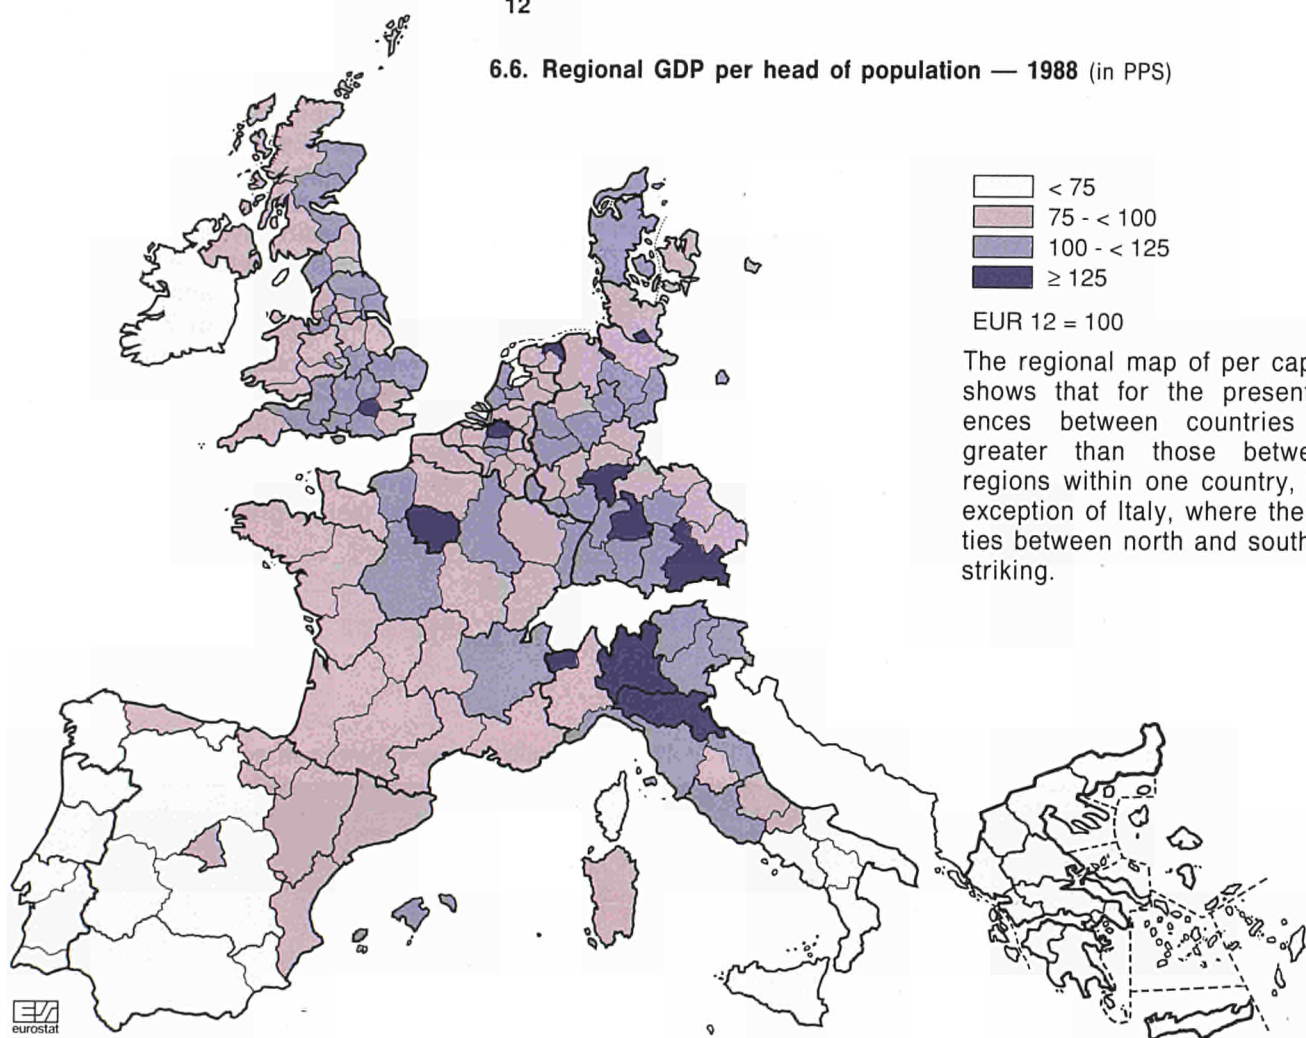 12
6.6. Regional GDP per head of population — 1988 (in PPS)
< 75
75 - < 100
100 - < 125
≥ 125
EUR 12 = 100
The regional map of per cap
shows that for the present
ences between countries
greater than those betwe
regions within one country,
exception of Italy, where the
ties between north and south
striking.
eurostat